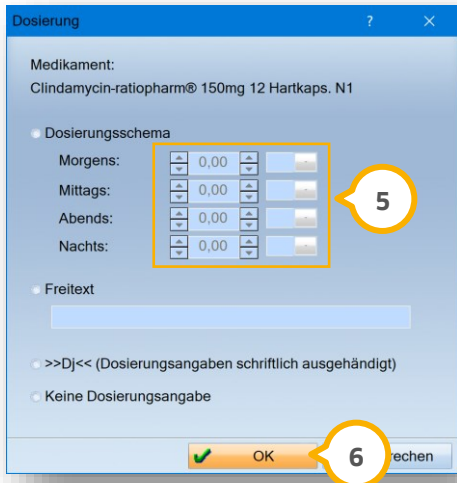 Dosierung ? ×
Medikament:
Clindamycin-ratiopharm® 150mg 12 Hartkaps. N1
Dosierungsschema
Morgens: 0,00
Mittags: 0,00
Abends: 0,00
Nachts: 0,00
5
Freitext
>>Dj<< (Dosierungsangaben schriftlich ausgehändigt)
Keine Dosierungsangabe
OK 6 rechen